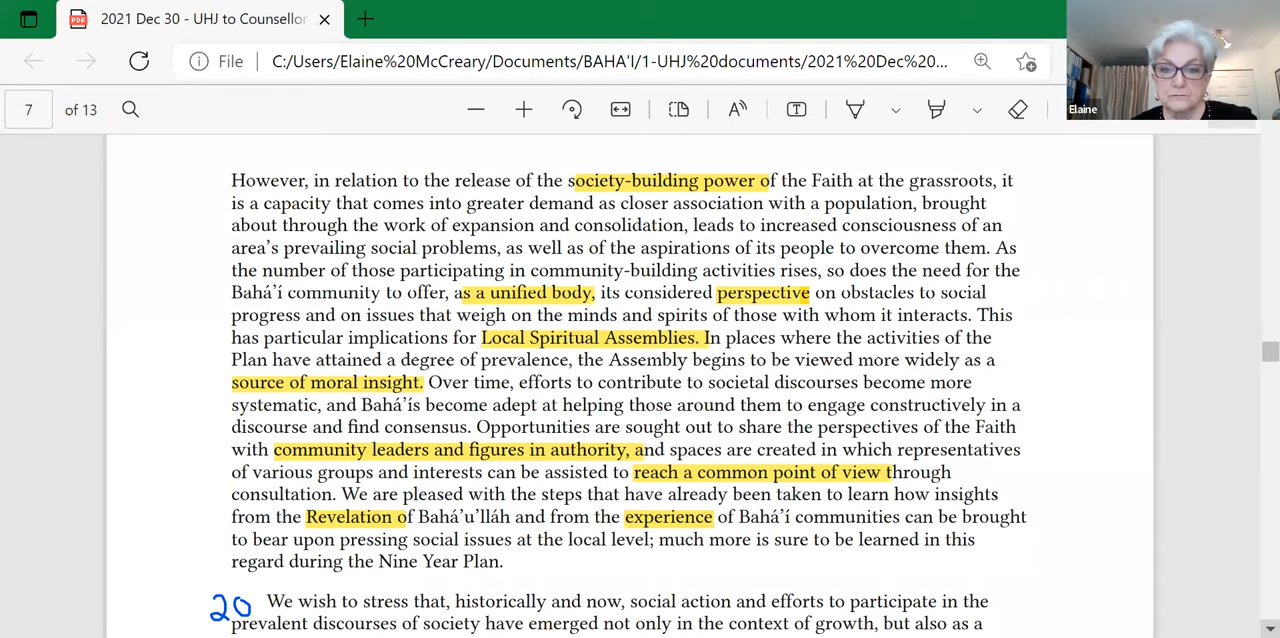 2021 Dec 30 - UHJ to Counsellor
File
C:/Users/Elaine%20McCreary/Documents/BAHA'I/1-UHJ%20documents/2021%20Dec%20...
Elaine
7 of 13
However, in relation to the release of the society-building power of the Faith at the grassroots, it
is a capacity that comes into greater demand as closer association with a population, brought
about through the work of expansion and consolidation, leads to increased consciousness of an
area’s prevailing social problems, as well as of the aspirations of its people to overcome them. As
the number of those participating in community-building activities rises, so does the need for the
Bahá’í community to offer, as a unified body, its considered perspective on obstacles to social
progress and on issues that weigh on the minds and spirits of those with whom it interacts. This
has particular implications for Local Spiritual Assemblies. In places where the activities of the
Plan have attained a degree of prevalence, the Assembly begins to be viewed more widely as a
source of moral insight. Over time, efforts to contribute to societal discourses become more
systematic, and Bahá’ís become adept at helping those around them to engage constructively in a
discourse and find consensus. Opportunities are sought out to share the perspectives of the Faith
with community leaders and figures in authority, and spaces are created in which representatives
of various groups and interests can be assisted to reach a common point of view through
consultation. We are pleased with the steps that have already been taken to learn how insights
from the Revelation of Bahá’u’lláh and from the experience of Bahá’í communities can be brought
to bear upon pressing social issues at the local level; much more is sure to be learned in this
regard during the Nine Year Plan.
20 We wish to stress that, historically and now, social action and efforts to participate in the
prevalent discourses of society have emerged not only in the context of growth, but also as a